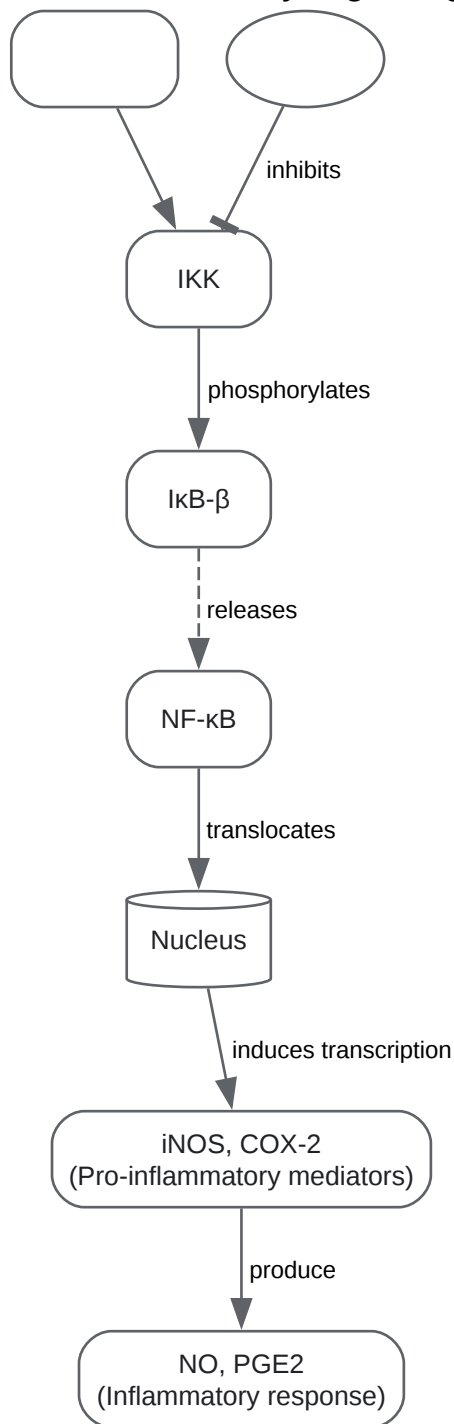 inhibits
IKK
phosphorylates
IκB-β
releases
NF-κB
translocates
Nucleus
induces transcription
iNOS, COX-2
(Pro-inflammatory mediators)
produce
NO, PGE2
(Inflammatory response)